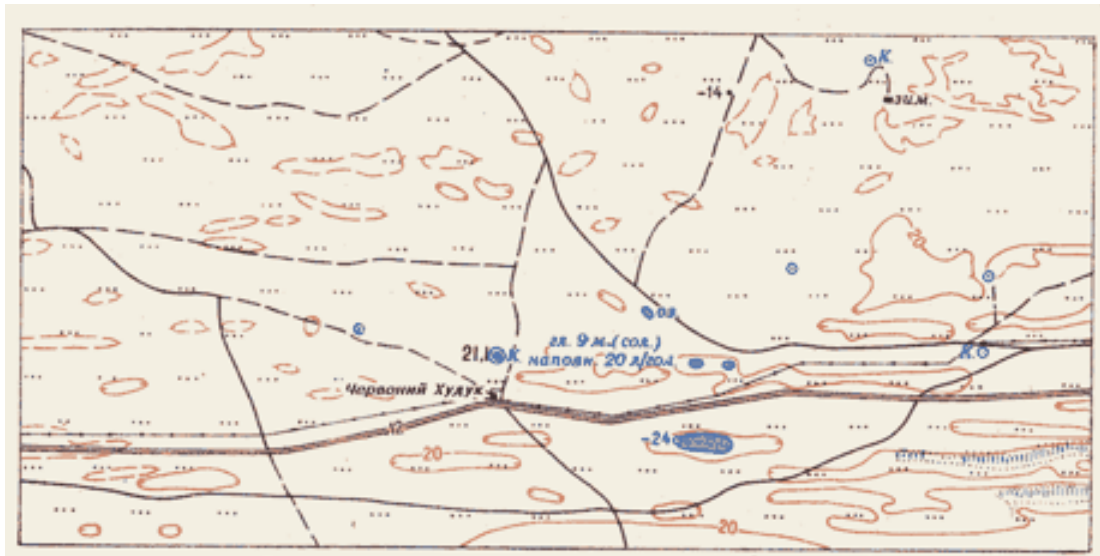 К.
-14
зим.
20
оз.
гл. 9 м.(сол.)
21,1 К. наповн. 20 л/год.
К.
Червоний Худук
12
20
-24
20